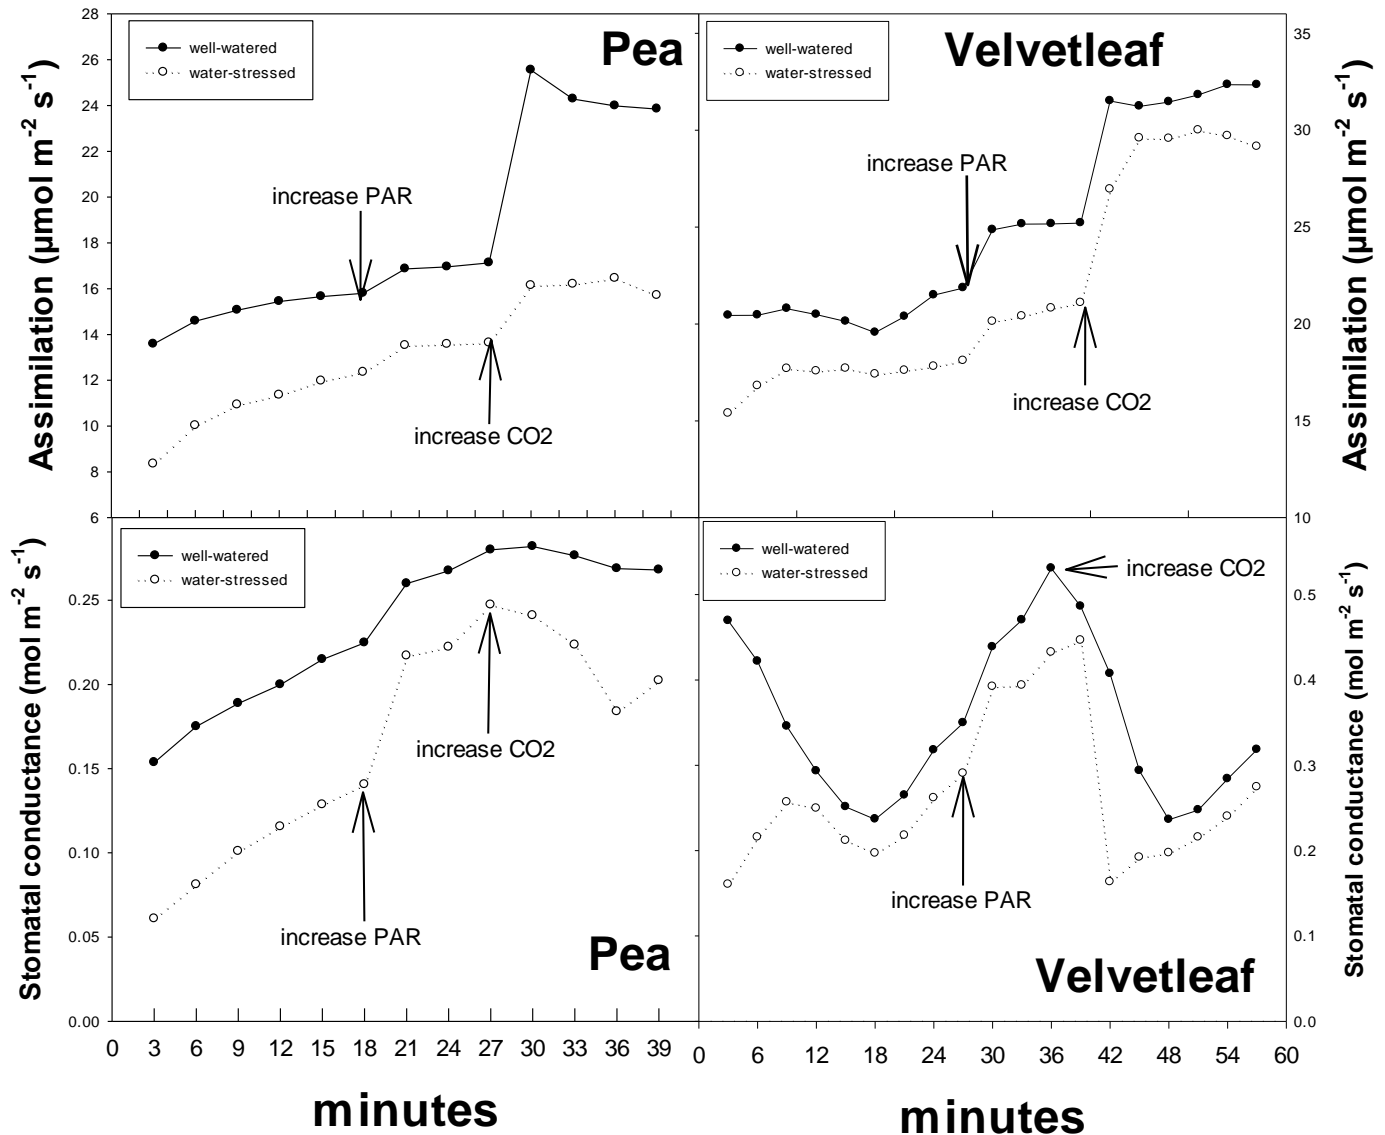 28
26
24
22
20
18
16
14
12
10
8
6
Assimilation (µmol m-2 s-1)
well-watered
water-stressed
Pea
increase PAR
increase CO2
well-watered
water-stressed
Velvetleaf
increase PAR
increase CO2
35
30
25
20
15
10
Assimilation (µmol m-2 s-1)
0.25
0.20
0.15
0.10
0.05
0.00
Stomatal conductance (mol m-2 s-1)
well-watered
water-stressed
increase CO2
increase PAR
Pea
0 3 6 9 12 15 18 21 24 27 30 33 36 39
minutes
well-watered
water-stressed
increase CO2
increase PAR
Velvetleaf
0.5
0.4
0.3
0.2
0.1
0.0
Stomatal conductance (mol m-2 s-1)
0 6 12 18 24 30 36 42 48 54 60
minutes